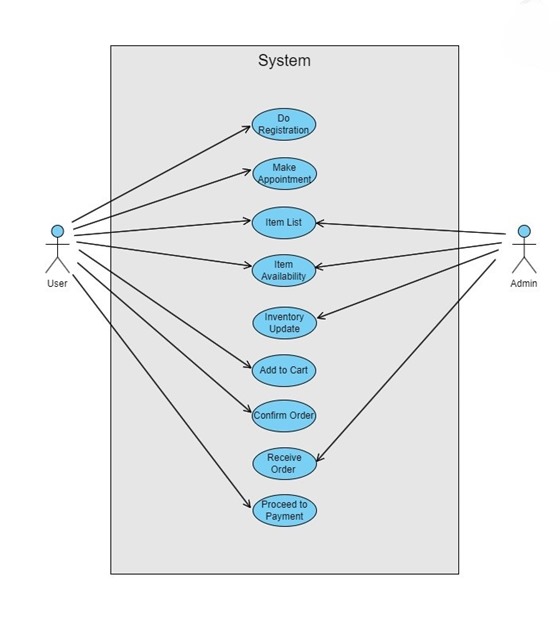 System
Do
Registration
Make
Appointment
Item List
Item
Availability
User
Admin
Inventory
Update
Add to Cart
Confirm Order
Receive
Order
Proceed to
Payment